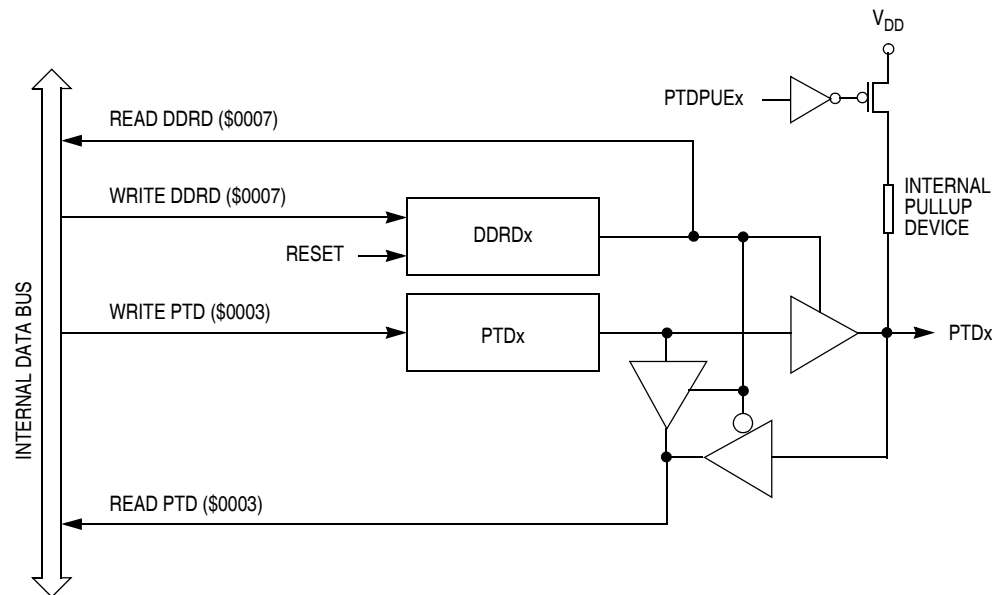 VDD
PTDPUEx
READ DDRD ($0007)
INTERNAL
PULLUP
DEVICE
WRITE DDRD ($0007)
DDRDx
RESET
WRITE PTD ($0003)
PTDx
PTDx
INTERNAL DATA BUS
READ PTD ($0003)